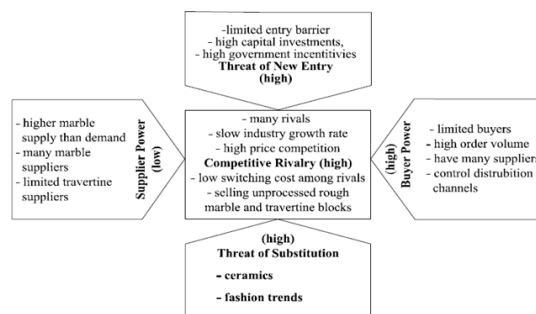 -limited entry barrier
- high capital investments,
- high government incentitivies
Threat of New Entry
(high)
- higher marble
supply than demand
- many marble
suppliers
- limited travertine
suppliers
Supplier Power
(low)
- many rivals
- slow industry growth rate
- high price competition
Competitive Rivalry (high)
- low switching cost among rivals
- selling unprocessed rough
marble and travertine blocks
(high)
Buyer Power
- limited buyers
- high order volume
- have many suppliers
- control distrubition
channels
(high)
Threat of Substitution
- ceramics
- fashion trends